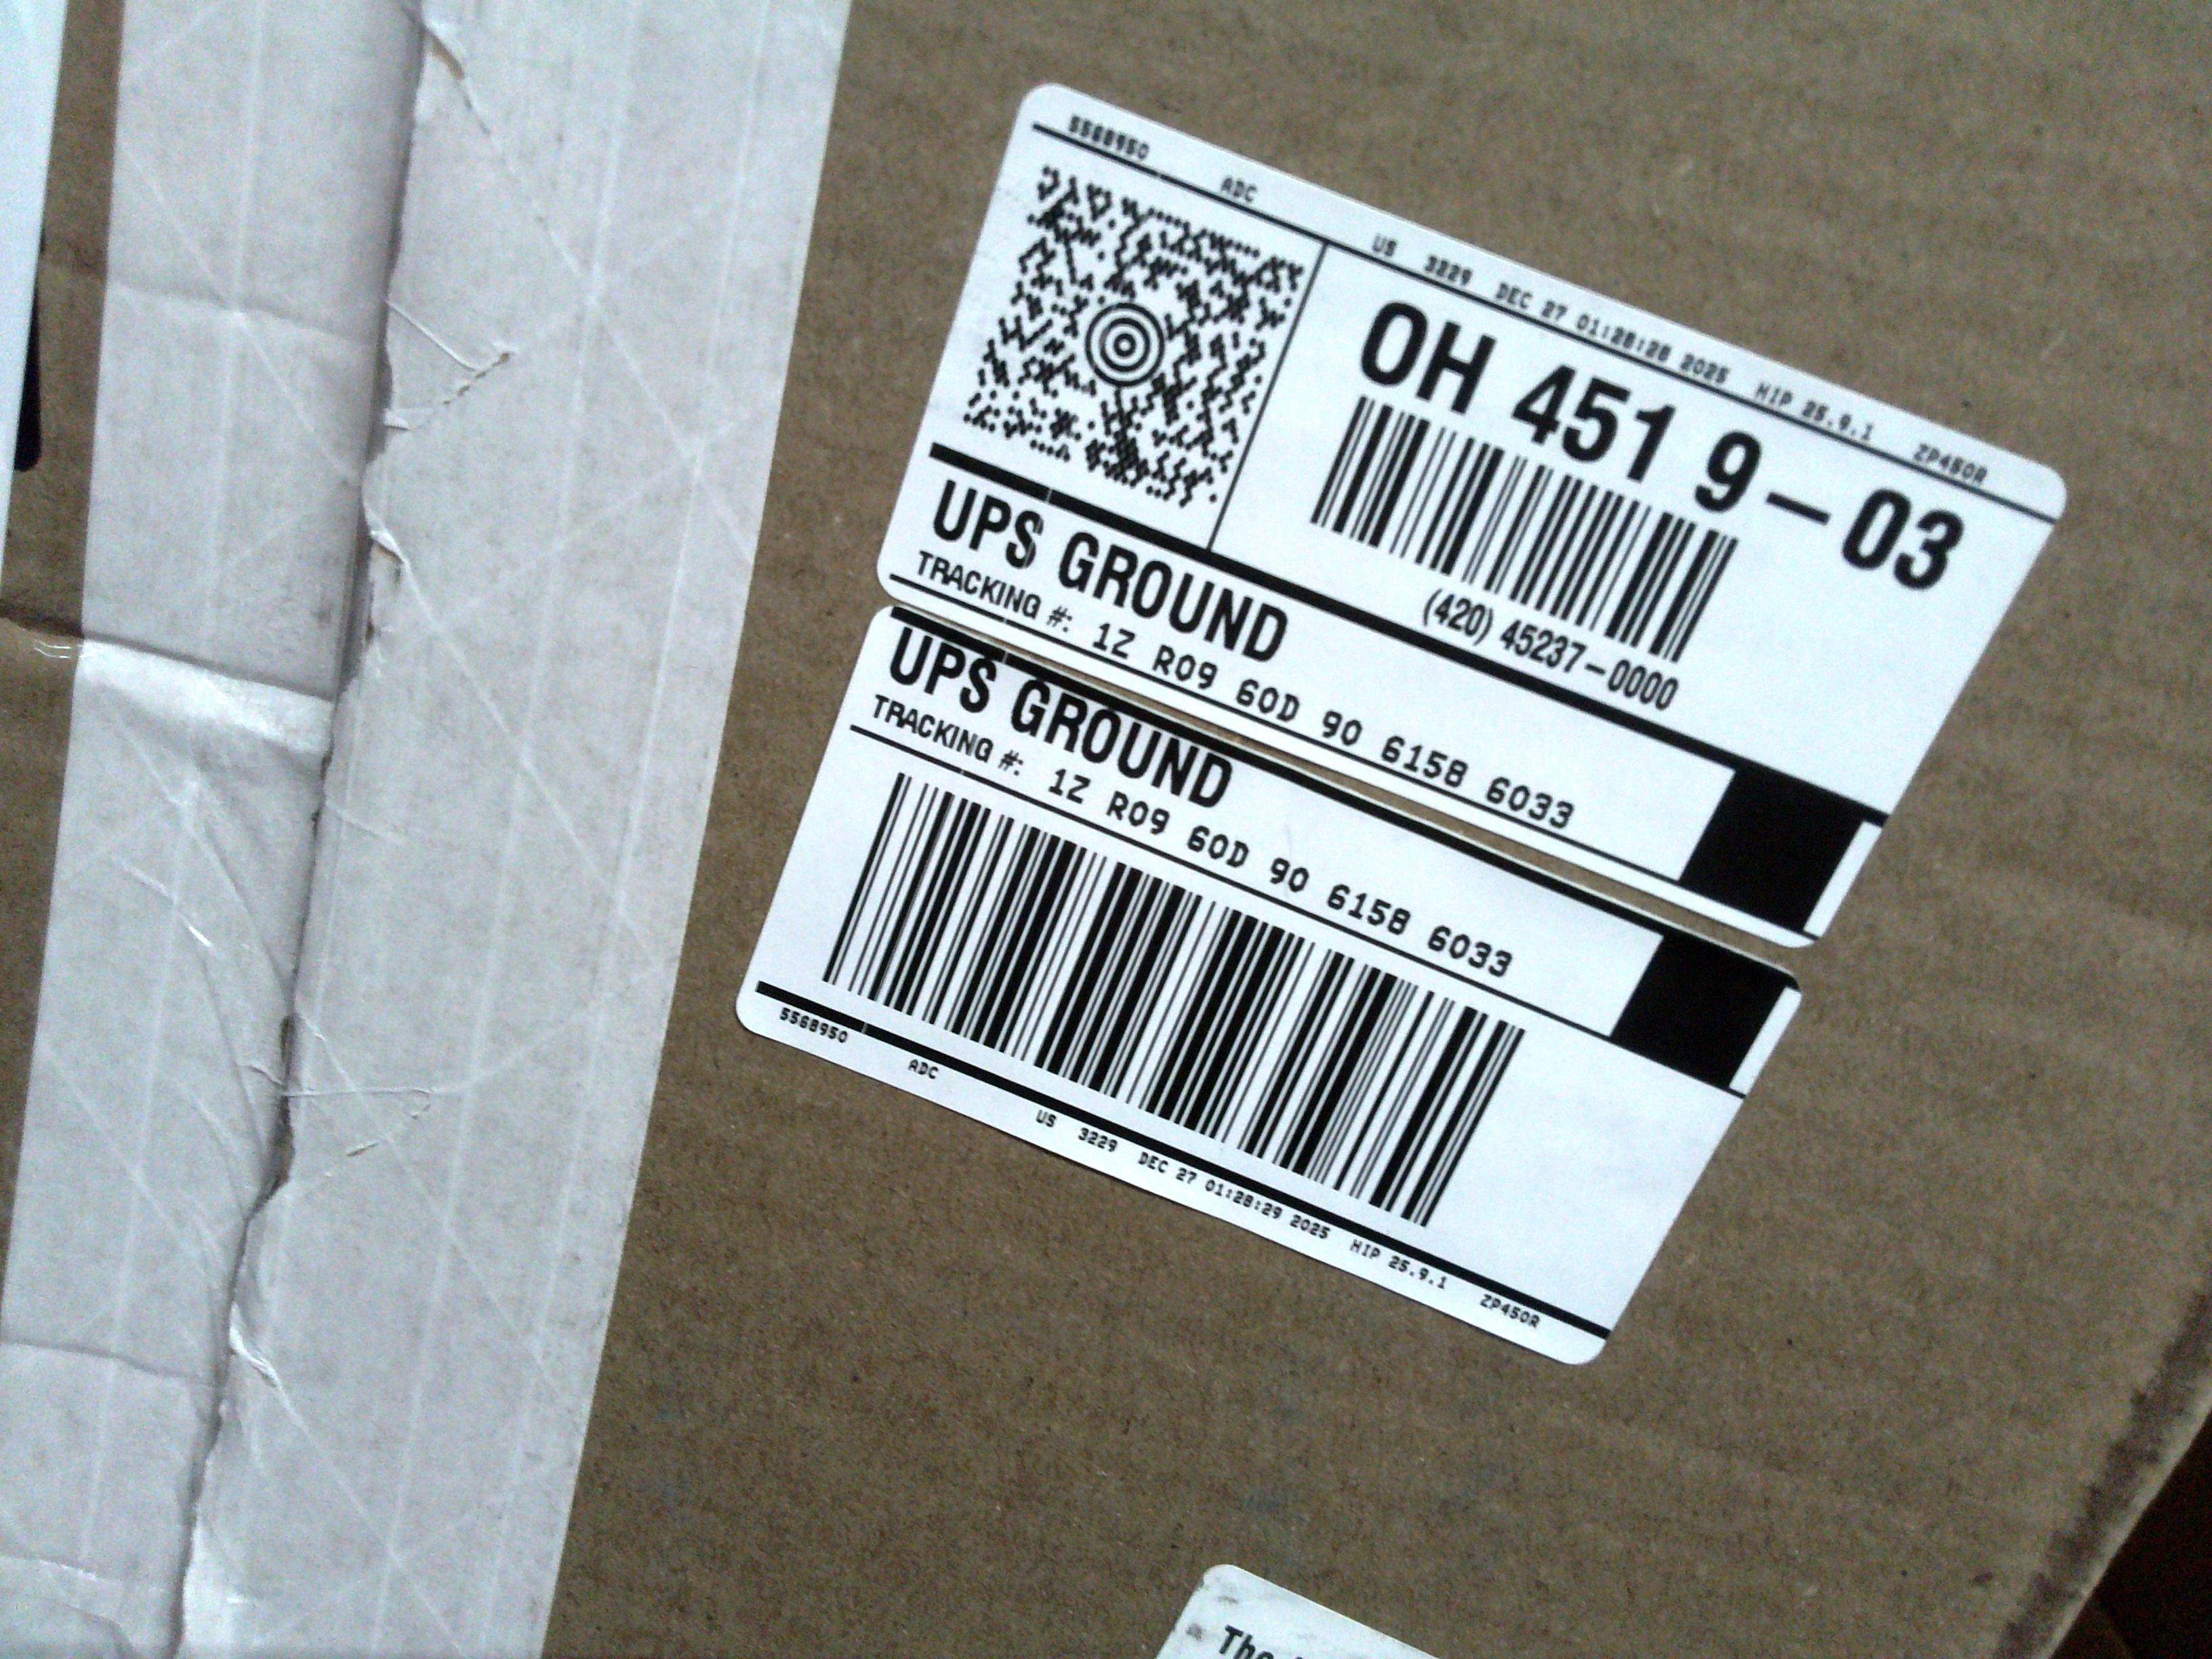 5568950 ADC US 3229 DEC 27 01:28:28 2025 HIP 25.9.1 ZP450R
OH 451 9-03
(420) 45237-0000
UPS GROUND
TRACKING #: 1Z R09 60D 90 6158 6033
UPS GROUND
TRACKING #: 1Z R09 60D 90 6158 6033
5568950 ADC US 3229 DEC 27 01:28:29 2025 HIP 25.9.1 ZP450R